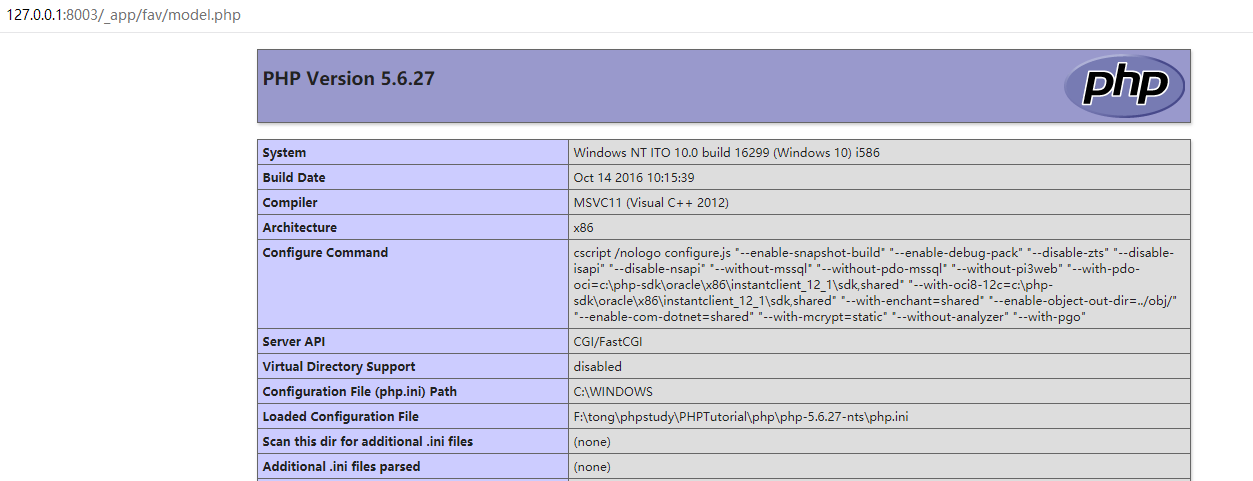 127.0.0.1:8003/_app/fav/model.php
PHP Version 5.6.27
php
System Windows NT ITO 10.0 build 16299 (Windows 10) i586
Build Date Oct 14 2016 10:15:39
Compiler MSVC11 (Visual C++ 2012)
Architecture x86
Configure Command cscript /nologo configure.js "--enable-snapshot-build" "--enable-debug-pack" "--disable-zts" "--disable-
isapi" "--disable-nsapi" "--without-mssql" "--without-pdo-mssql" "--without-pi3web" "--with-pdo-
oci=c:\php-sdk\oracle\x86\instantclient_12_1\sdk,shared" "--with-oci8-12c=c:\php-
sdk\oracle\x86\instantclient_12_1\sdk,shared" "--with-enchant=shared" "--enable-object-out-dir=../obj/"
"--enable-com-dotnet=shared" "--with-mcrypt=static" "--without-analyzer" "--with-pgo"
Server API CGI/FastCGI
Virtual Directory Support disabled
Configuration File (php.ini) Path C:\WINDOWS
Loaded Configuration File F:\tong\phpstudy\PHPTutorial\php\php-5.6.27-nts\php.ini
Scan this dir for additional .ini files (none)
Additional .ini files parsed (none)